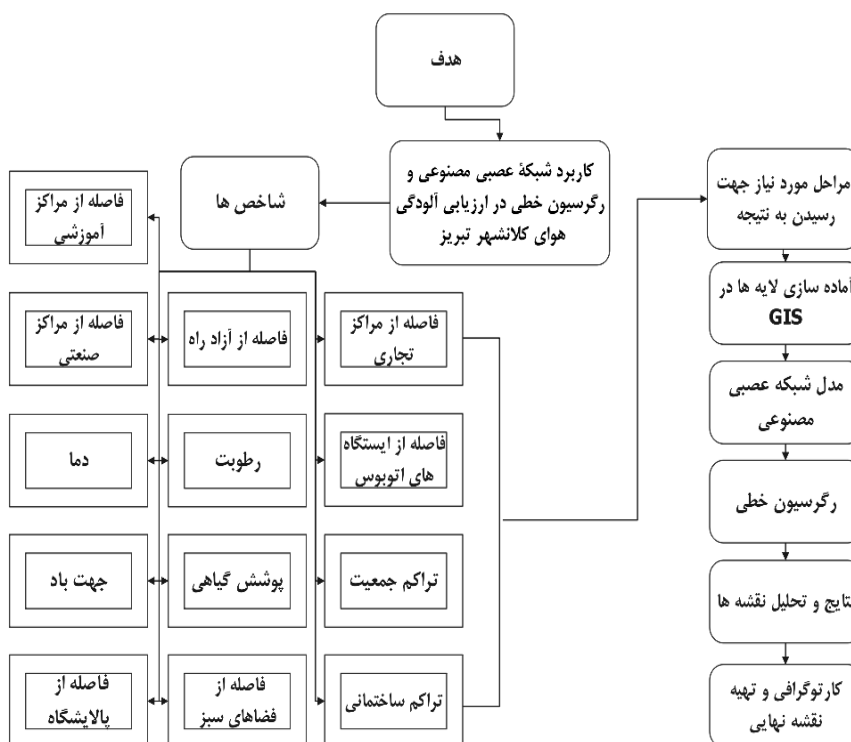 هدف
کاربرد شبکهٔ عصبی مصنوعی و
رگرسیون خطی در ارزیابی آلودگی
هوای کلانشهر تبریز
مراحل مورد نیاز جهت
رسیدن به نتیجه
آماده سازی لایه ها در
GIS
مدل شبکه عصبی
مصنوعی
رگرسیون خطی
نتایج و تحلیل نقشه ها
کارتوگرافی و تهیه
نقشه نهایی
شاخص ها
فاصله از مراکز
تجاری
فاصله از ایستگاه
های اتوبوس
تراکم جمعیت
تراکم ساختمانی
فاصله از آزاد راه
رطوبت
پوشش گیاهی
فاصله از
فضاهای سبز
فاصله از مراکز
آموزشی
فاصله از مراکز
صنعتی
دما
جهت باد
فاصله از
پالایشگاه